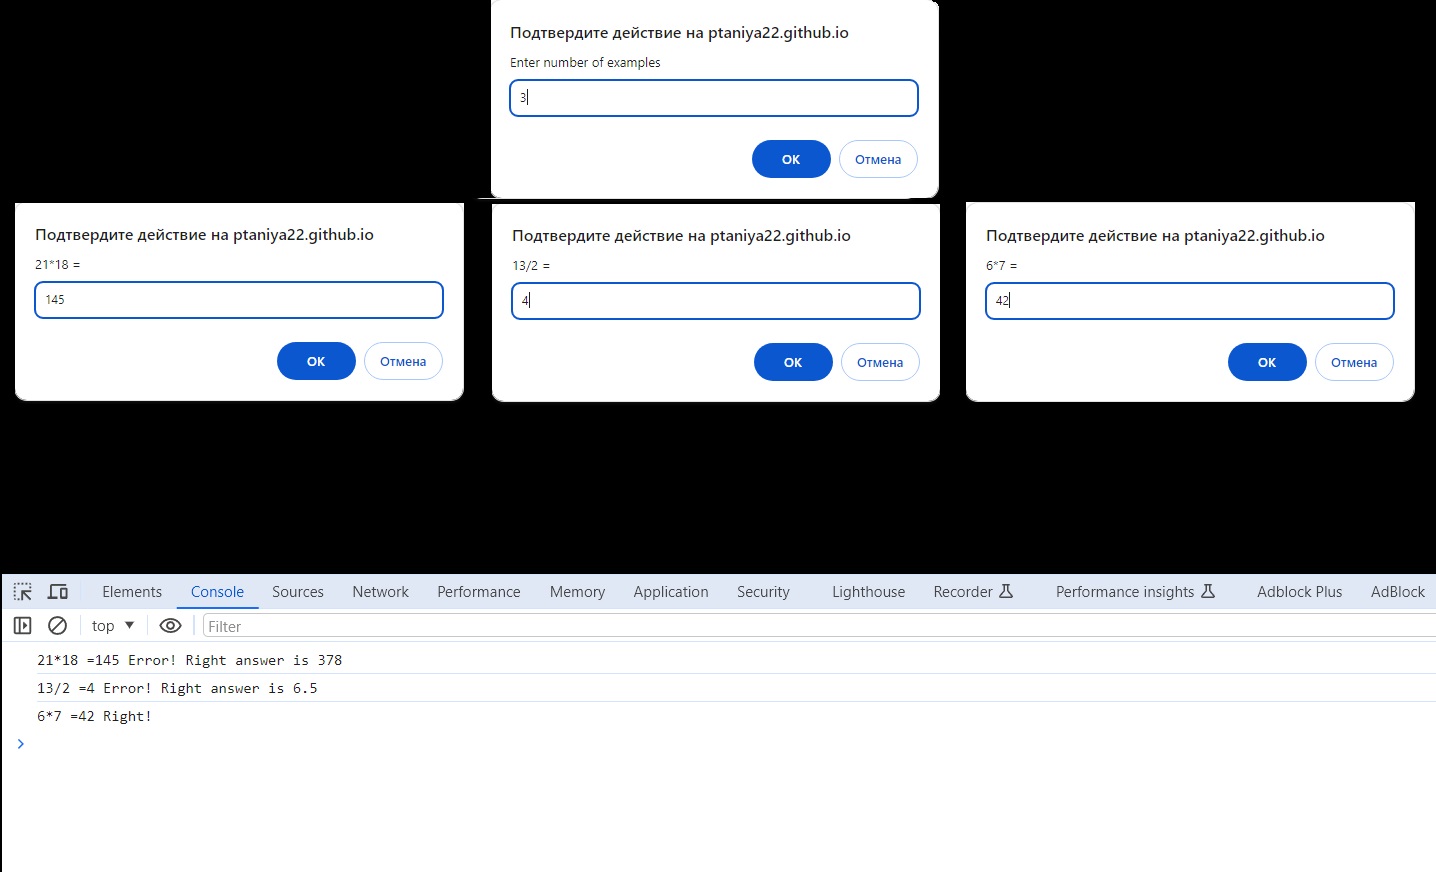 Подтвердите действие на ptaniya22.github.io
Enter number of examples
3
ОК
Отмена
Подтвердите действие на ptaniya22.github.io
21*18 =
145
ОК
Отмена
Подтвердите действие на ptaniya22.github.io
13/2 =
4
ОК
Отмена
Подтвердите действие на ptaniya22.github.io
6*7 =
42
ОК
Отмена
Elements Console Sources Network Performance Memory Application Security Lighthouse Recorder Performance insights Adblock Plus AdBlock
top Filter
21*18 =145 Error! Right answer is 378
13/2 =4 Error! Right answer is 6.5
6*7 =42 Right!